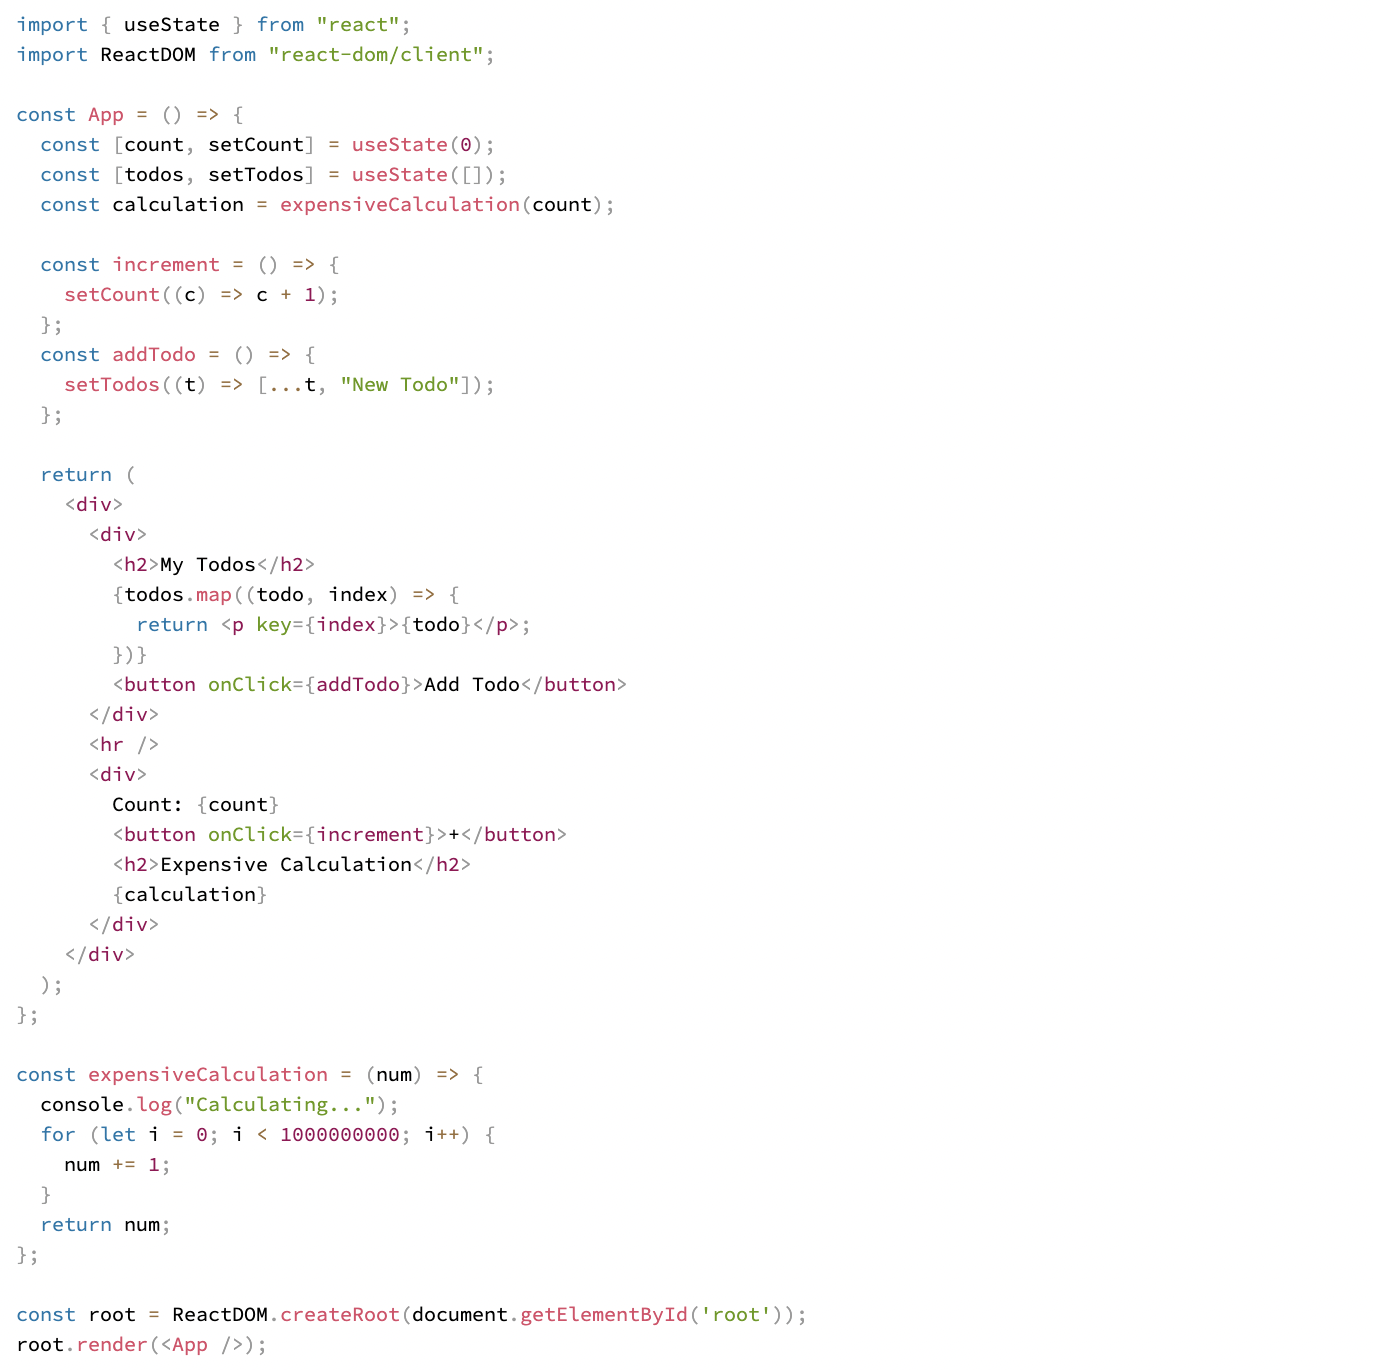 import { useState } from "react";
import ReactDOM from "react-dom/client";

const App = () => {
  const [count, setCount] = useState(0);
  const [todos, setTodos] = useState([]);
  const calculation = expensiveCalculation(count);

  const increment = () => {
    setCount((c) => c + 1);
  };
  const addTodo = () => {
    setTodos((t) => [...t, "New Todo"]);
  };

  return (
    <div>
      <div>
        <h2>My Todos</h2>
        {todos.map((todo, index) => {
          return <p key={index}>{todo}</p>;
        })}
        <button onClick={addTodo}>Add Todo</button>
      </div>
      <hr />
      <div>
        Count: {count}
        <button onClick={increment}>+</button>
        <h2>Expensive Calculation</h2>
        {calculation}
      </div>
    </div>
  );
};

const expensiveCalculation = (num) => {
  console.log("Calculating...");
  for (let i = 0; i < 1000000000; i++) {
    num += 1;
  }
  return num;
};

const root = ReactDOM.createRoot(document.getElementById('root'));
root.render(<App />);